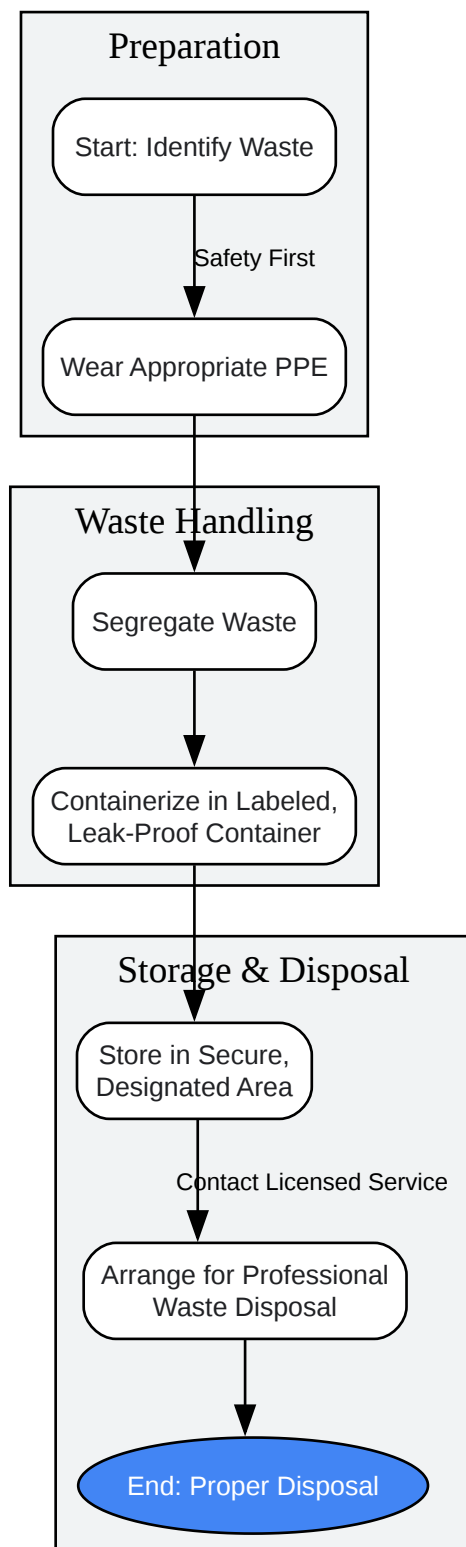 Preparation
Start: Identify Waste
Safety First
Wear Appropriate PPE
Waste Handling
Segregate Waste
Containerize in Labeled,
Leak-Proof Container
Storage & Disposal
Store in Secure,
Designated Area
Contact Licensed Service
Arrange for Professional
Waste Disposal
End: Proper Disposal